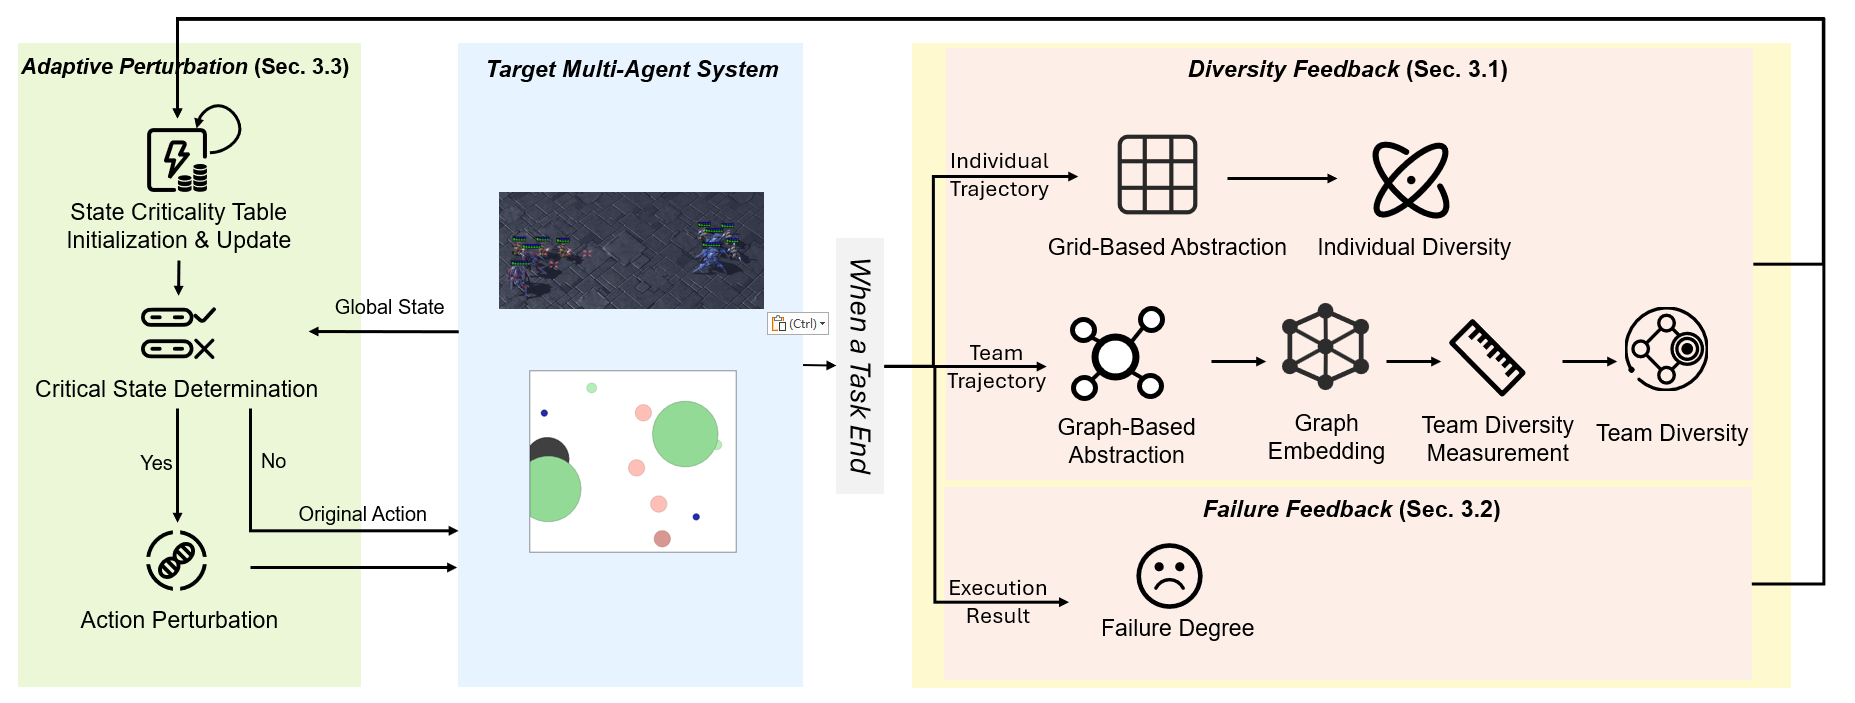 Adaptive Perturbation (Sec. 3.3)
State Criticality Table
Initialization & Update
Critical State Determination
Yes
No
Action Perturbation
Global State
Original Action
Target Multi-Agent System
(Ctrl)
When a Task End
Diversity Feedback (Sec. 3.1)
Individual
Trajectory
Grid-Based Abstraction
Individual Diversity
Team
Trajectory
Graph-Based
Abstraction
Graph
Embedding
Team Diversity
Measurement
Team Diversity
Failure Feedback (Sec. 3.2)
Execution
Result
Failure Degree